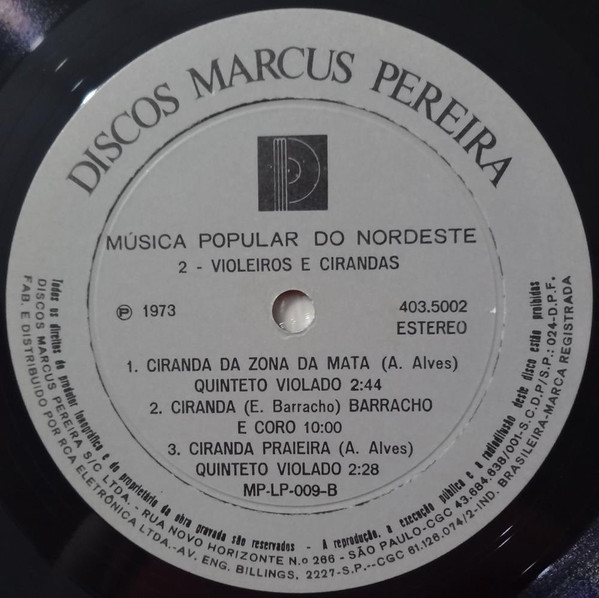 DISCOS MARCUS PEREIRA
MÚSICA POPULAR DO NORDESTE
2 - VIOLEIROS E CIRANDAS
Ⓟ 1973
403.5002
ESTEREO
1. CIRANDA DA ZONA DA MATA (A. Alves)
QUINTETO VIOLADO 2:44
2. CIRANDA (E. Barracho) BARRACHO
E CORO 10:00
3. CIRANDA PRAIEIRA (A. Alves)
QUINTETO VIOLADO 2:28
MP-LP-009-B
Todos os direitos do produtor fonográfico e do proprietário da obra gravada são reservados - A reprodução, a execução pública e a radiodifusão deste disco estão proibidas
DISCOS MARCUS PEREIRA S/C LTDA. - RUA NOVO HORIZONTE N.o 266 - SÃO PAULO-CGC 43.684.638/001-S.C.D.P/S.P.: 024-D.P.F.
FAB. E DISTRIBUÍDO POR RCA ELETRÔNICA LTDA.-AV. ENG. BILLINGS, 2227-S.P.-CGC 61.128.074/2-IND. BRASILEIRA-MARCA REGISTRADA